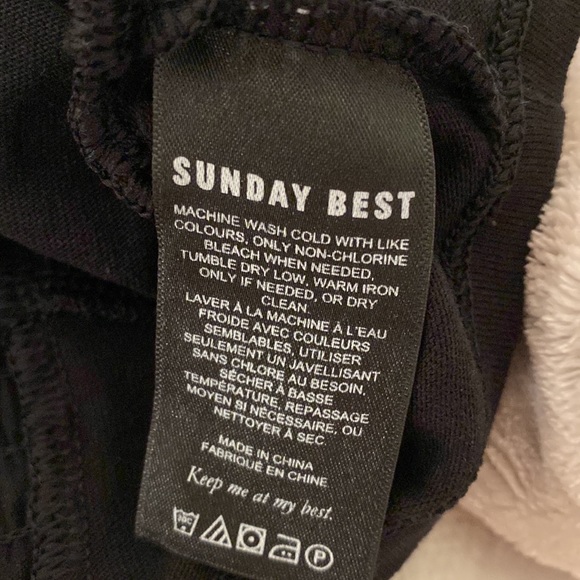 SUNDAY BEST
MACHINE WASH COLD WITH LIKE
COLOURS, ONLY NON-CHLORINE
BLEACH WHEN NEEDED,
TUMBLE DRY LOW, WARM IRON
ONLY IF NEEDED, OR DRY
CLEAN.
LAVER À LA MACHINE À L'EAU
FROIDE AVEC COULEURS
SEMBLABLES, UTILISER
SEULEMENT UN JAVELLISANT
SANS CHLORE AU BESOIN,
SÉCHER À BASSE
TEMPÉRATURE, REPASSAGE
MOYEN SI NÉCESSAIRE, OU
NETTOYER À SEC.
MADE IN CHINA
FABRIQUÉ EN CHINE
Keep me at my best.
30C P